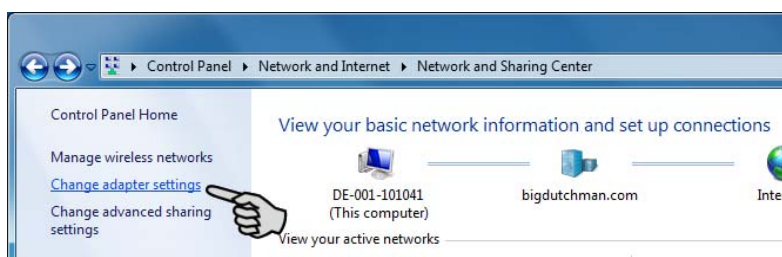 Control Panel Network and Internet Network and Sharing Center
Control Panel Home
Manage wireless networks
Change adapter settings
Change advanced sharing
settings
View your basic network information and set up connections
DE-001-101041
(This computer)
bigdutchman.com
Inte
View your active networks